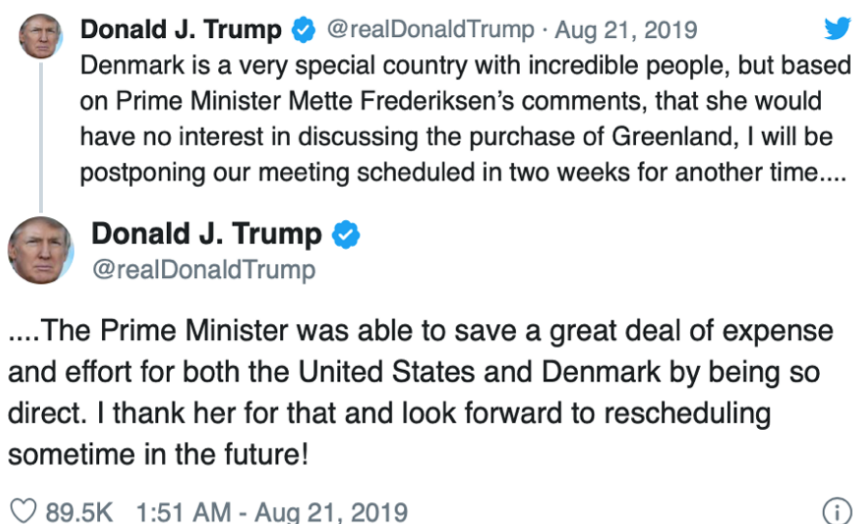 Donald J. Trump @realDonaldTrump · Aug 21, 2019
Denmark is a very special country with incredible people, but based
on Prime Minister Mette Frederiksen’s comments, that she would
have no interest in discussing the purchase of Greenland, I will be
postponing our meeting scheduled in two weeks for another time....
Donald J. Trump
@realDonaldTrump
....The Prime Minister was able to save a great deal of expense
and effort for both the United States and Denmark by being so
direct. I thank her for that and look forward to rescheduling
sometime in the future!
89.5K 1:51 AM - Aug 21, 2019